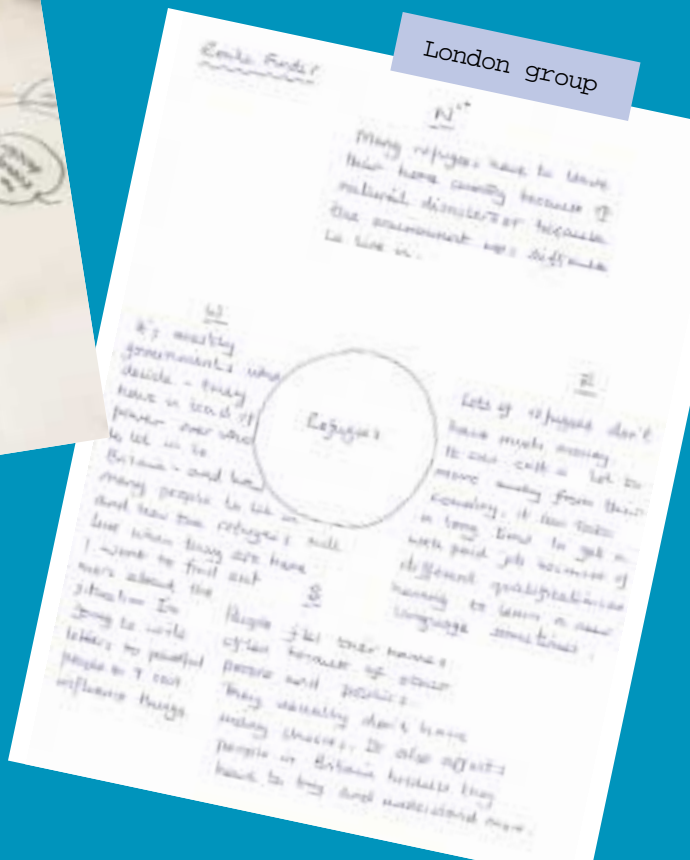 London group
Route Finder
N
Many refugees have to leave
their home country because of
natural disasters or because
the environment was difficult
to live in.
W
It's mostly
governments who
decide - they
have a load of
power over who
to let in to
Britain - and how
many people to let in
and how the refugees will
live when they are here
I want to find out
more about the
situation I'm
going to write
letters to powerful
people so I can
influence things
Refugees
E
Lots of refugees don't
have much money.
It can cost a lot to
move away from their
country, it can take
a long time to get a
well paid job because of
different qualifications
having to learn a new
language sometimes.
S
People flee their homes
often because of other
people and politics.
They usually don't have
many choices. It also affects
people in Britain because they
have to try and understand more.